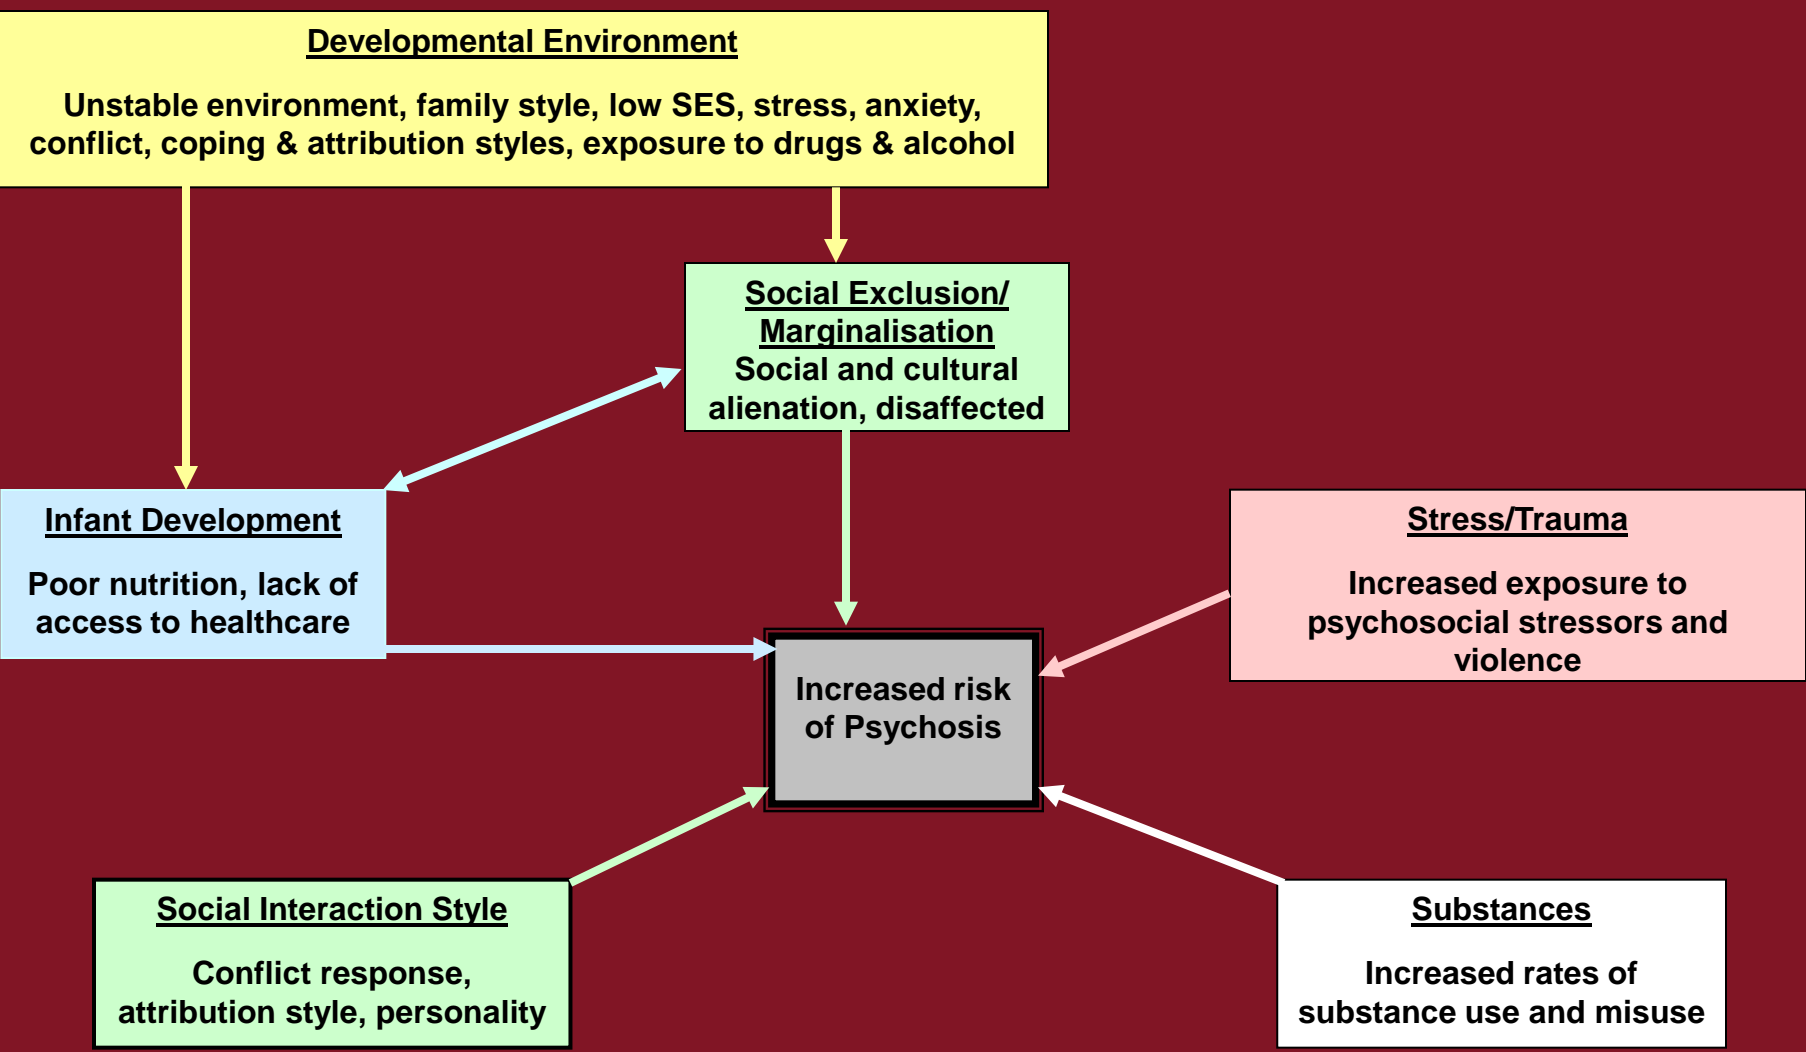 Developmental Environment
Unstable environment, family style, low SES, stress, anxiety,
conflict, coping & attribution styles, exposure to drugs & alcohol
Social Exclusion/
Marginalisation
Social and cultural
alienation, disaffected
Infant Development
Poor nutrition, lack of
access to healthcare
Stress/Trauma
Increased exposure to
psychosocial stressors and
violence
Increased risk
of Psychosis
Social Interaction Style
Conflict response,
attribution style, personality
Substances
Increased rates of
substance use and misuse